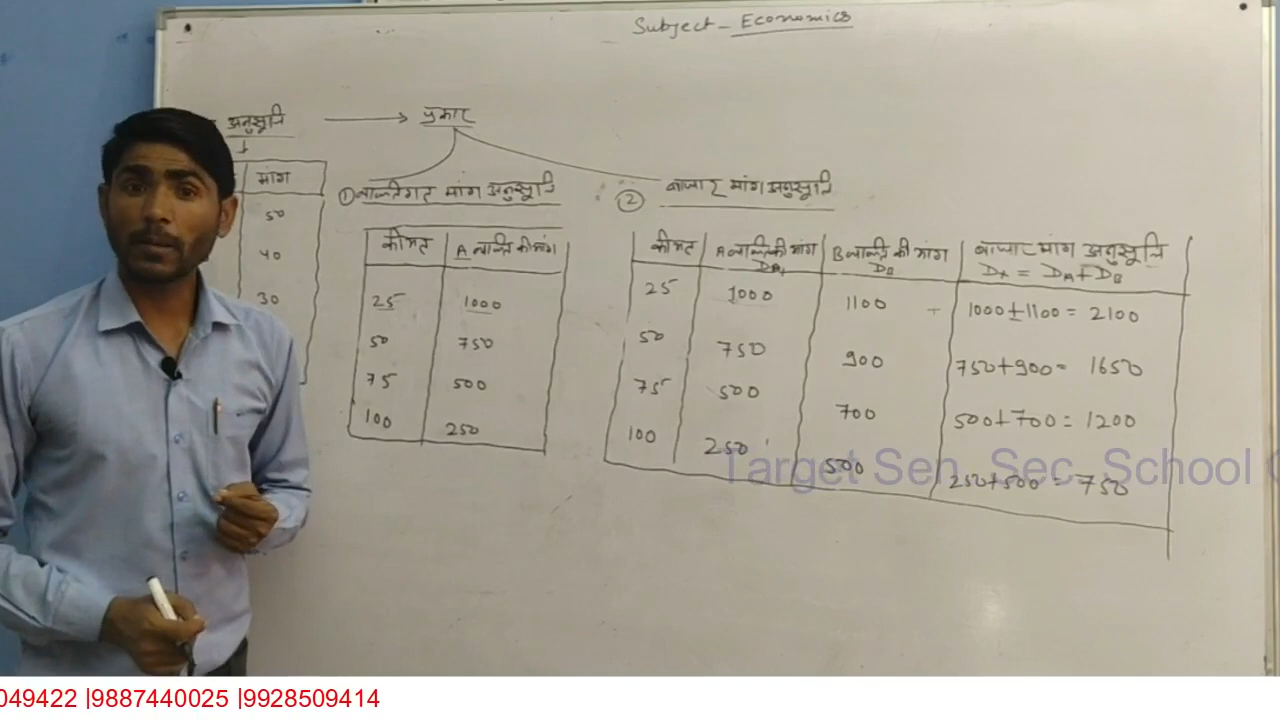 Subject - Economics
अनुसूचि → प्रकार
मांग
50
40
30
① व्यक्तिगत मांग अनुसूचि
कीमत A व्यक्ति की मांग
25 1000
50 750
75 500
100 250
② बाजार मांग अनुसूचि
कीमत A व्यक्ति की मांग B व्यक्ति की मांग बाजार मांग अनुसूचि
DA DB = DA + DB
25 1000 1100 1000+1100 = 2100
50 750 900 750+900 = 1650
75 500 700 500+700 = 1200
100 250 500 250+500 = 750
Target Sen. Sec. School
049422 |9887440025 |9928509414